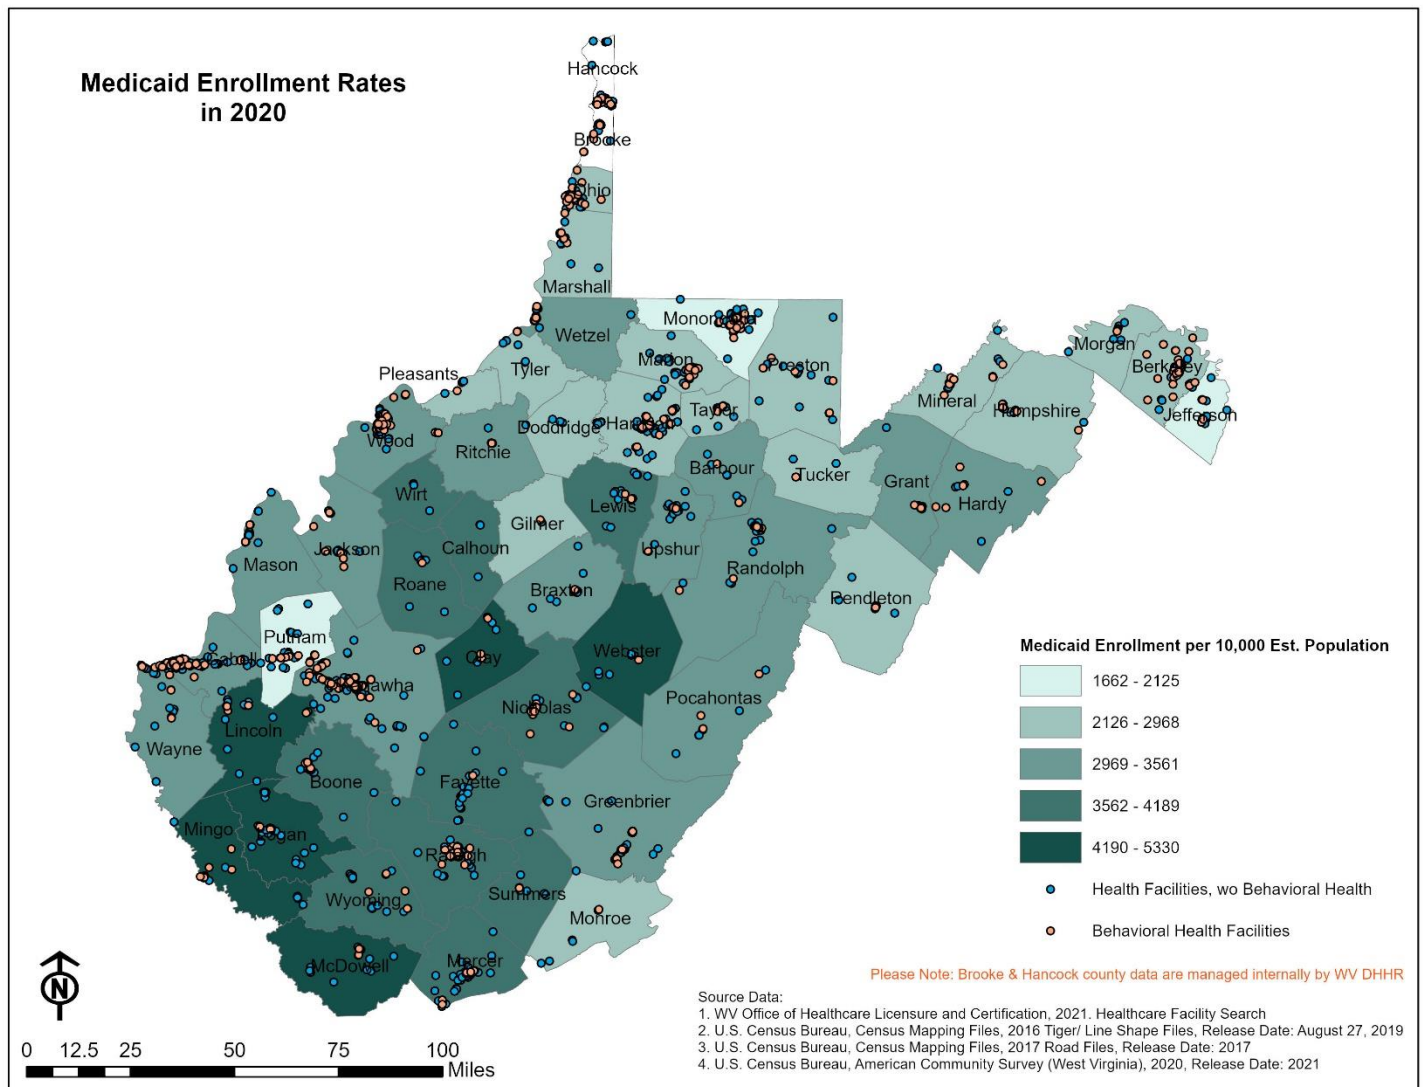 Medicaid Enrollment Rates
in 2020
Hancock
Brooke
Ohio
Marshall
Wetzel
Monongalia
Marion
Preston
Morgan
Berkeley
Jefferson
Tyler
Pleasants
Mineral
Hampshire
Taylor
Doddridge
Harrison
Wood
Ritchie
Barbour
Tucker
Grant
Hardy
Wirt
Lewis
Gilmer
Calhoun
Upshur
Jackson
Mason
Randolph
Roane
Braxton
Pendleton
Putnam
Cabell
Clay
Webster
Kanawha
Pocahontas
Nicholas
Lincoln
Wayne
Boone
Fayette
Greenbrier
Mingo
Logan
Raleigh
Summers
Wyoming
Monroe
McDowell
Mercer
Medicaid Enrollment per 10,000 Est. Population
1662 - 2125
2126 - 2968
2969 - 3561
3562 - 4189
4190 - 5330
Health Facilities, wo Behavioral Health
Behavioral Health Facilities
Please Note: Brooke & Hancock county data are managed internally by WV DHHR
Source Data:
1. WV Office of Healthcare Licensure and Certification, 2021. Healthcare Facility Search
2. U.S. Census Bureau, Census Mapping Files, 2016 Tiger/ Line Shape Files, Release Date: August 27, 2019
3. U.S. Census Bureau, Census Mapping Files, 2017 Road Files, Release Date: 2017
4. U.S. Census Bureau, American Community Survey (West Virginia), 2020, Release Date: 2021
N
0 12.5 25 50 75 100
Miles